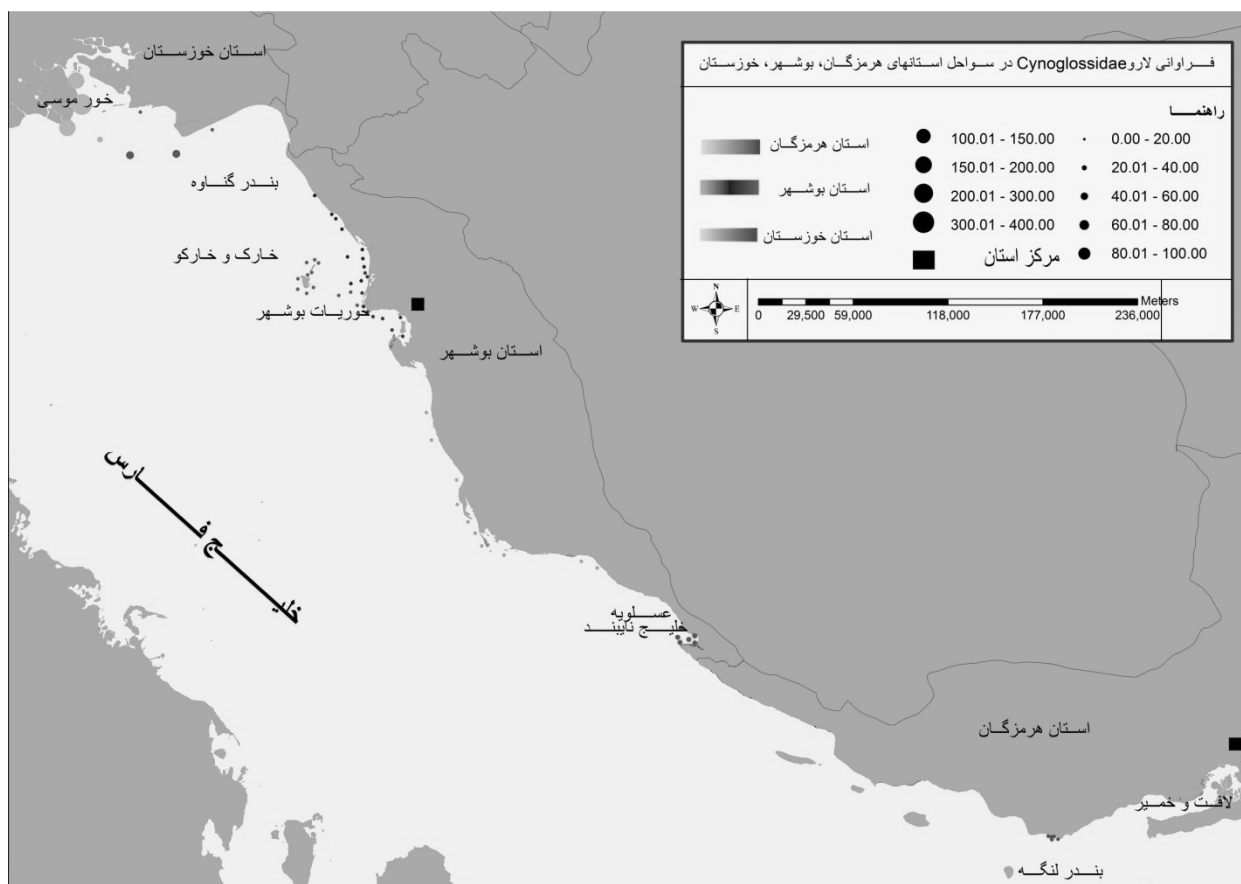 استان خوزستان
خور موسی
بندر گناوه
خارک و خارکو
خوریات بوشهر
استان بوشهر
خلیج فارس
عسلویه
خلیج نایبند
استان هرمزگان
لافت و خمیر
بندر لنگه
فراوانی لارو Cynoglossidae در سواحل استانهای هرمزگان، بوشهر، خوزستان
راهنما
استان هرمزگان
استان بوشهر
استان خوزستان
100.01 - 150.00
150.01 - 200.00
200.01 - 300.00
300.01 - 400.00
مرکز استان
0.00 - 20.00
20.01 - 40.00
40.01 - 60.00
60.01 - 80.00
80.01 - 100.00
N
W E
S
Meters
0 29,500 59,000 118,000 177,000 236,000